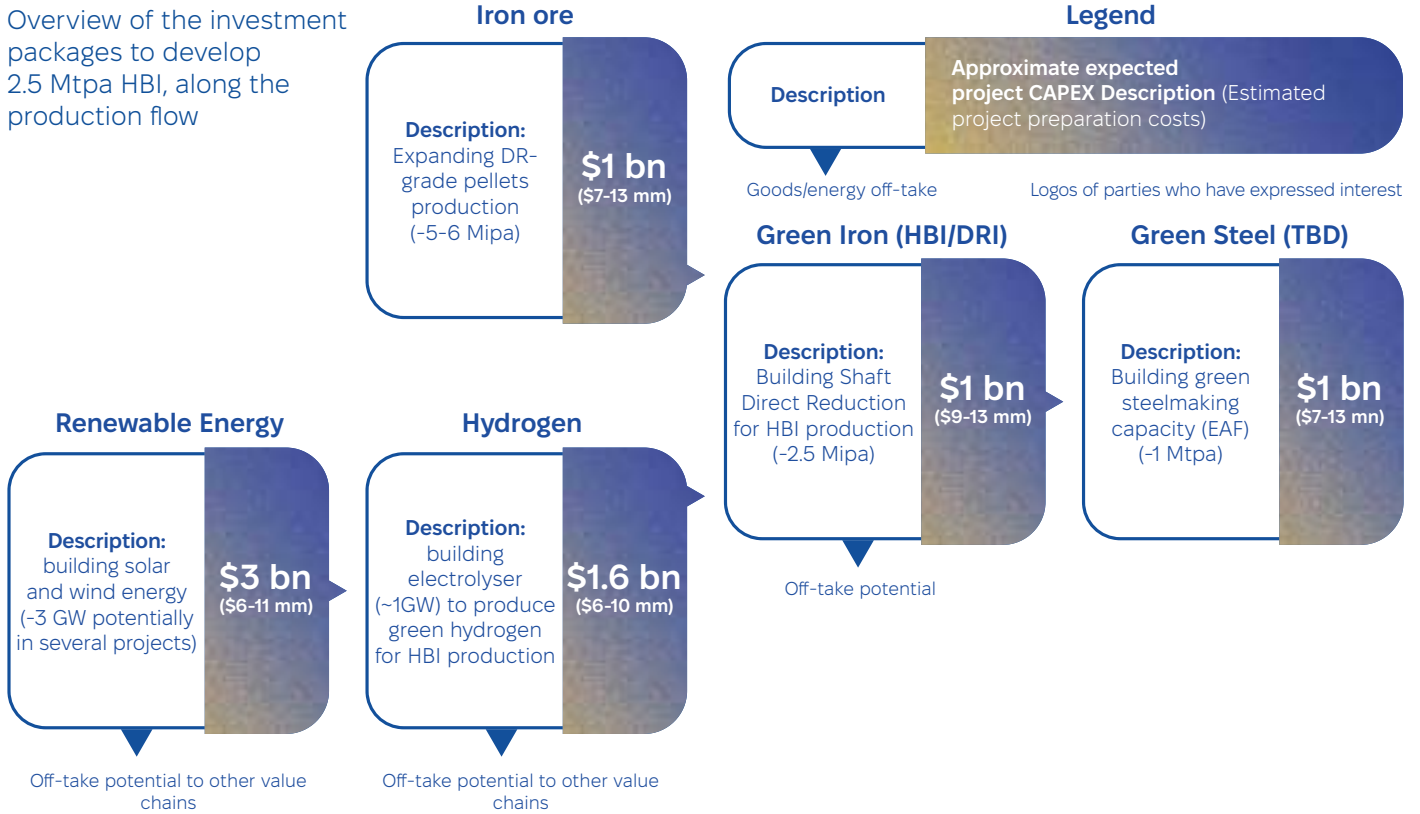 Overview of the investment
packages to develop
2.5 Mtpa HBI, along the
production flow
Iron ore
Description:
Expanding DR-
grade pellets
production
(-5-6 Mipa)
$1 bn
($7-13 mm)
Legend
Description
Approximate expected
project CAPEX Description (Estimated
project preparation costs)
Goods/energy off-take
Logos of parties who have expressed interest
Green Iron (HBI/DRI)
Description:
Building Shaft
Direct Reduction
for HBI production
(-2.5 Mipa)
$1 bn
($9-13 mm)
Off-take potential
Green Steel (TBD)
Description:
Building green
steelmaking
capacity (EAF)
(-1 Mtpa)
$1 bn
($7-13 mn)
Renewable Energy
Description:
building solar
and wind energy
(-3 GW potentially
in several projects)
$3 bn
($6-11 mm)
Off-take potential to other value
chains
Hydrogen
Description:
building
electrolyser
(~1GW) to produce
green hydrogen
for HBI production
$1.6 bn
($6-10 mm)
Off-take potential to other value
chains